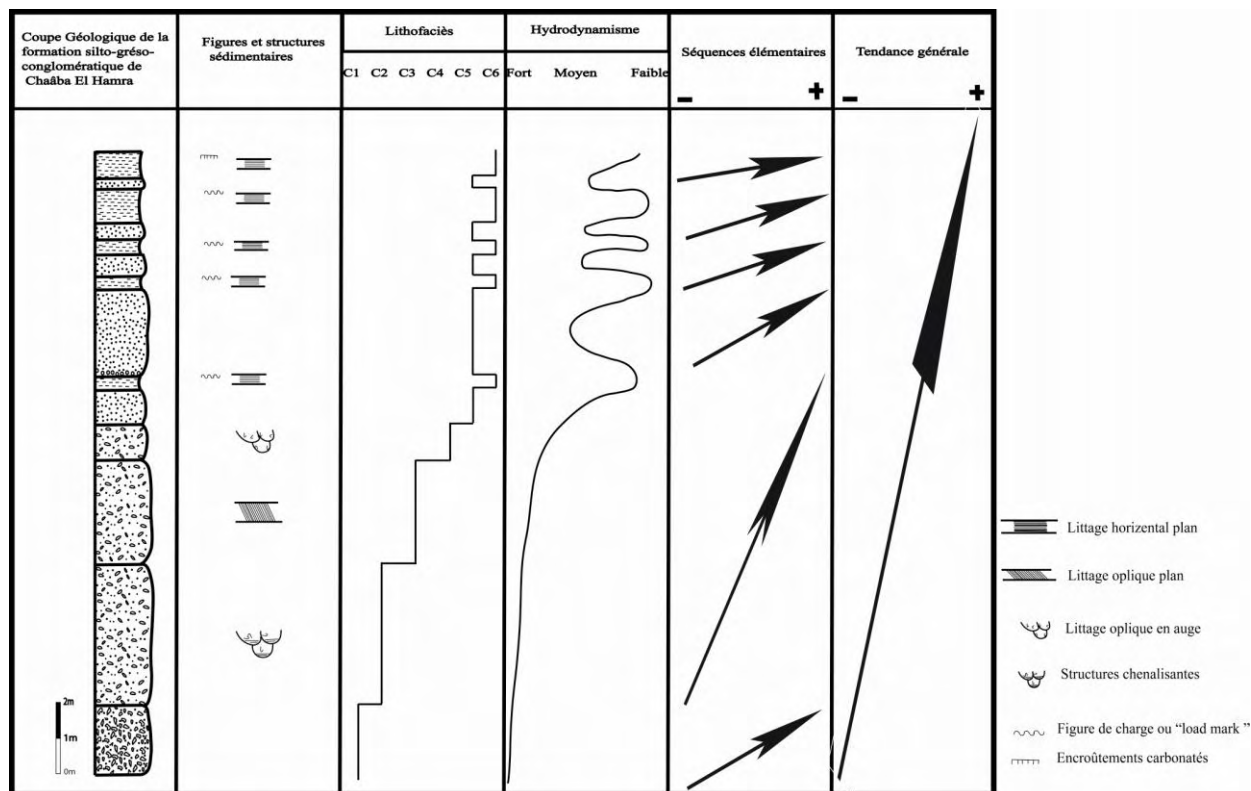 Coupe Géologique de la
formation silto-gréso-
conglomératique de
Chaâba El Hamra
Figures et structures
sédimentaires
Lithofaciès
C1 C2 C3 C4 C5 C6
Hydrodynamisme
Fort Moyen Faible
Séquences élémentaires
− +
Tendance générale
− +
2m
1m
0m
Littage horizental plan
Littage oplique plan
Littage oplique en auge
Structures chenalisantes
Figure de charge ou “load mark ”
Encroûtements carbonatés